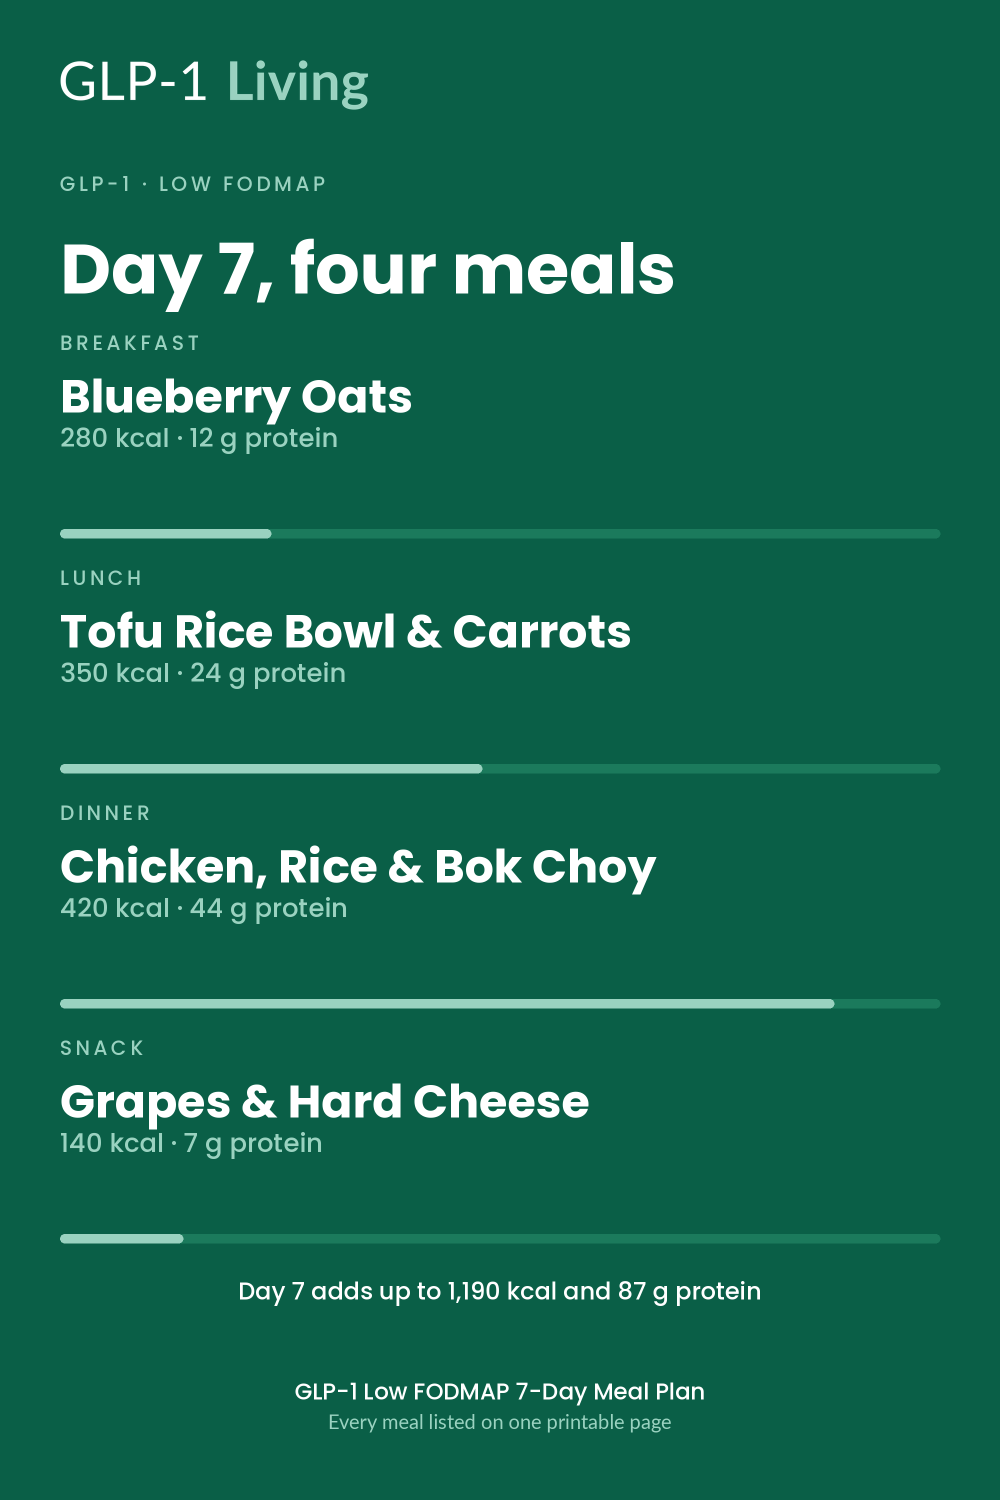 GLP-1 Living
GLP-1 · LOW FODMAP
Day 7, four meals
BREAKFAST
Blueberry Oats
280 kcal · 12 g protein
LUNCH
Tofu Rice Bowl & Carrots
350 kcal · 24 g protein
DINNER
Chicken, Rice & Bok Choy
420 kcal · 44 g protein
SNACK
Grapes & Hard Cheese
140 kcal · 7 g protein
Day 7 adds up to 1,190 kcal and 87 g protein
GLP-1 Low FODMAP 7-Day Meal Plan
Every meal listed on one printable page